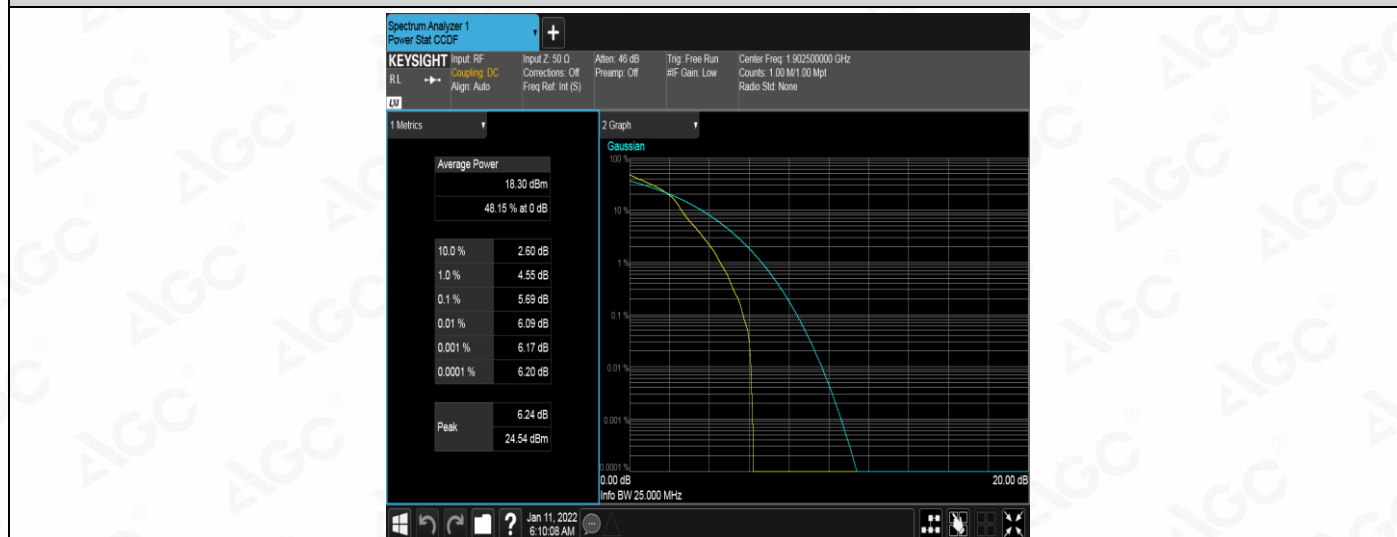 Spectrum Analyzer 1
Power Stat CCDF
+
KEYSIGHT
RL
LXI
Input: RF
Coupling: DC
Align: Auto
Input Z: 50 Ω
Corrections: Off
Freq Ref: Int (S)
Atten: 46 dB
Preamp: Off
Trig: Free Run
#IF Gain: Low
Center Freq: 1.902500000 GHz
Counts: 1.00 M/1.00 Mpt
Radio Std: None
1 Metrics
Average Power
18.30 dBm
48.15 % at 0 dB
10.0 % 2.60 dB
1.0 % 4.55 dB
0.1 % 5.69 dB
0.01 % 6.09 dB
0.001 % 6.17 dB
0.0001 % 6.20 dB
Peak
6.24 dB
24.54 dBm
2 Graph
Gaussian
100 %
10 %
1 %
0.1 %
0.01 %
0.001 %
0.0001 %
0.00 dB
20.00 dB
Info BW 25.000 MHz
?
Jan 11, 2022
6:10:08 AM
AGC